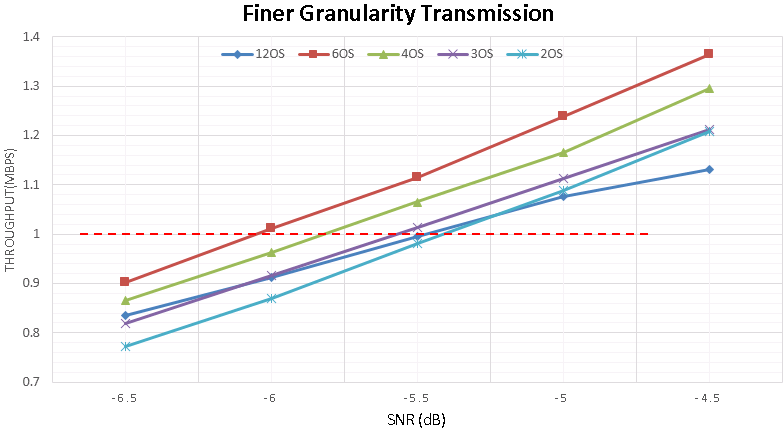 Finer Granularity Transmission
12OS 6OS 4OS 3OS 2OS
1.4
1.3
1.2
1.1
1
0.9
0.8
0.7
THROUGHPUT(MBPS)
-6.5 -6 -5.5 -5 -4.5
SNR (dB)